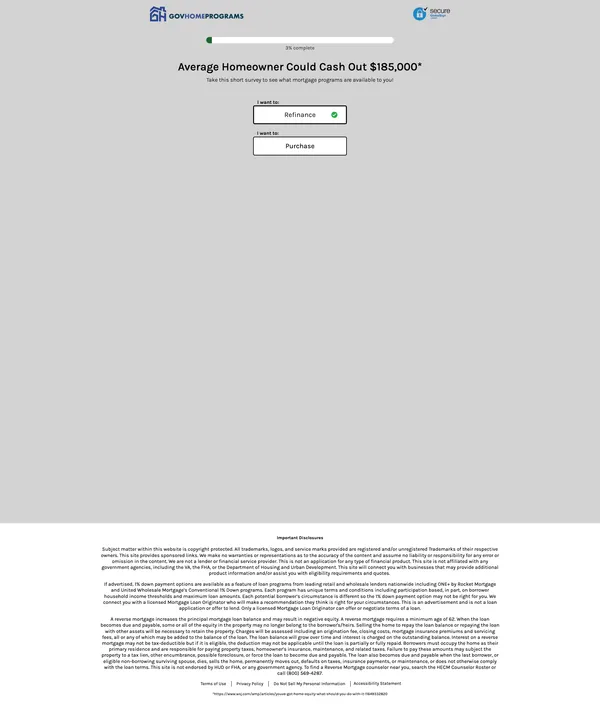 GOVHOMEPROGRAMS
secure
3% complete
Average Homeowner Could Cash Out $185,000*
Take this short survey to see what mortgage programs are available to you!
I want to:
Refinance
I want to:
Purchase
Important Disclosures
Subject matter within this website is copyright protected. All trademarks, logos, and service marks provided are registered and/or unregistered Trademarks of their respective
owners. This site provides sponsored links. We make no warranties or representations as to the accuracy of the content and assume no liability or responsibility for any error or
omission in the content. We are not a lender or financial service provider. This is not an application for any type of financial product. This site is not affiliated with any
government agencies, including the VA, the FHA, or the Department of Housing and Urban Development. This site will connect you with businesses that may provide additional
product information and/or assist you with eligibility requirements and quotes.
If advertised, 1% down payment options are available as a feature of loan programs from leading retail and wholesale lenders nationwide including ONE+ by Rocket Mortgage
and United Wholesale Mortgage's Conventional 1% Down programs. Each program has unique terms and conditions including participation based, in part, on borrower
household income thresholds and maximum loan amounts. Each potential borrower's circumstance is different so the 1% down payment option may not be right for you. We
connect you with a licensed Mortgage Loan Originator who will make a recommendation they think is right for your circumstances. This is an advertisement and is not a loan
application or offer to lend. Only a licensed Mortgage Loan Originator can offer or negotiate terms of a loan.
A reverse mortgage increases the principal mortgage loan balance and may result in negative equity. A reverse mortgage requires a minimum age of 62. When the loan
becomes due and payable, some or all of the equity in the property may no longer belong to the borrower's/heirs. Selling the home to repay the loan balance or repaying the loan
with other assets will be necessary to retain the property. Charges will be assessed including an origination fee, closing costs, mortgage insurance premiums and servicing
fees, all or any of which may be added to the balance of the loan. The loan balance will grow over time and interest is charged on the outstanding balance. Interest on a reverse
mortgage may not be tax-deductible but if it is eligible, the deduction may not be applicable until the loan is partially or fully repaid. Borrowers must occupy the home as their
primary residence and are responsible for paying property taxes, homeowner's insurance, maintenance, and related taxes. Failure to pay these amounts may subject the
property to a tax lien, other encumbrance, possible foreclosure, or force the loan to become due and payable. The loan also becomes due and payable when the last borrower, or
eligible non-borrowing surviving spouse, dies, sells the home, permanently moves out, defaults on taxes, insurance payments, or maintenance, or does not otherwise comply
with the loan terms. This site is not endorsed by HUD or FHA, or any government agency. To find a Reverse Mortgage counselor near you, search the HECM Counselor Roster or
call (800) 569-4287.
Terms of Use | Privacy Policy | Do Not Sell My Personal Information | Accessibility Statement